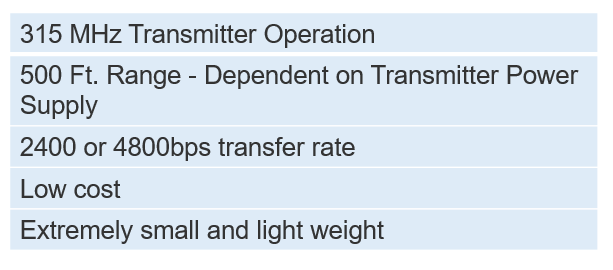 315 MHz Transmitter Operation
500 Ft. Range - Dependent on Transmitter Power
Supply
2400 or 4800bps transfer rate
Low cost
Extremely small and light weight